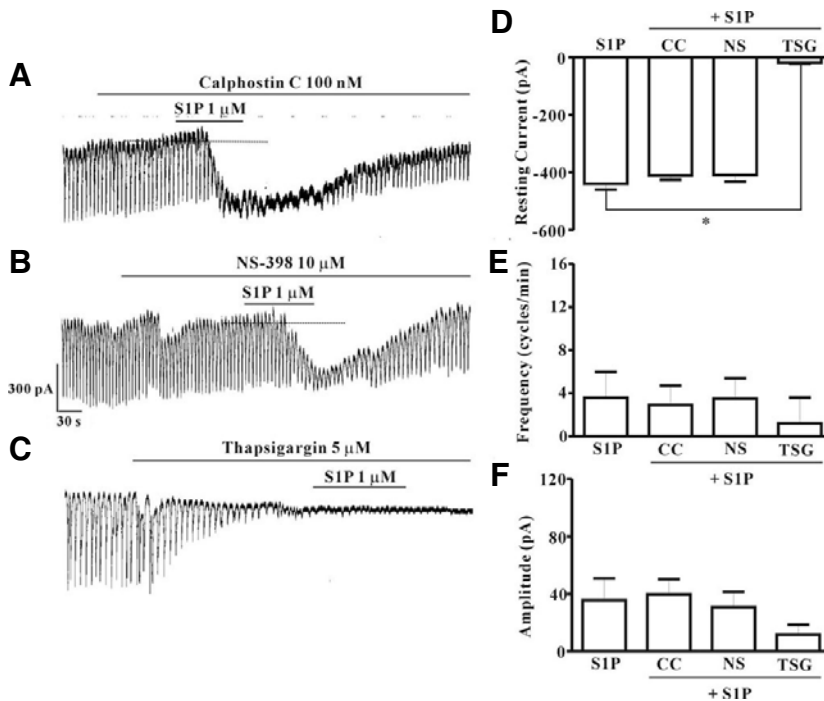 A
Calphostin C 100 nM
S1P 1 μM
B
NS-398 10 μM
S1P 1 μM
300 pA
30 s
C
Thapsigargin 5 μM
S1P 1 μM
D
+ S1P
S1P CC NS TSG
0
-200
-400
-600
Resting Current (pA)
*
E
16
12
8
4
0
Frequency (cycles/min)
S1P CC NS TSG
+ S1P
F
120
80
40
0
Amplitude (pA)
S1P CC NS TSG
+ S1P